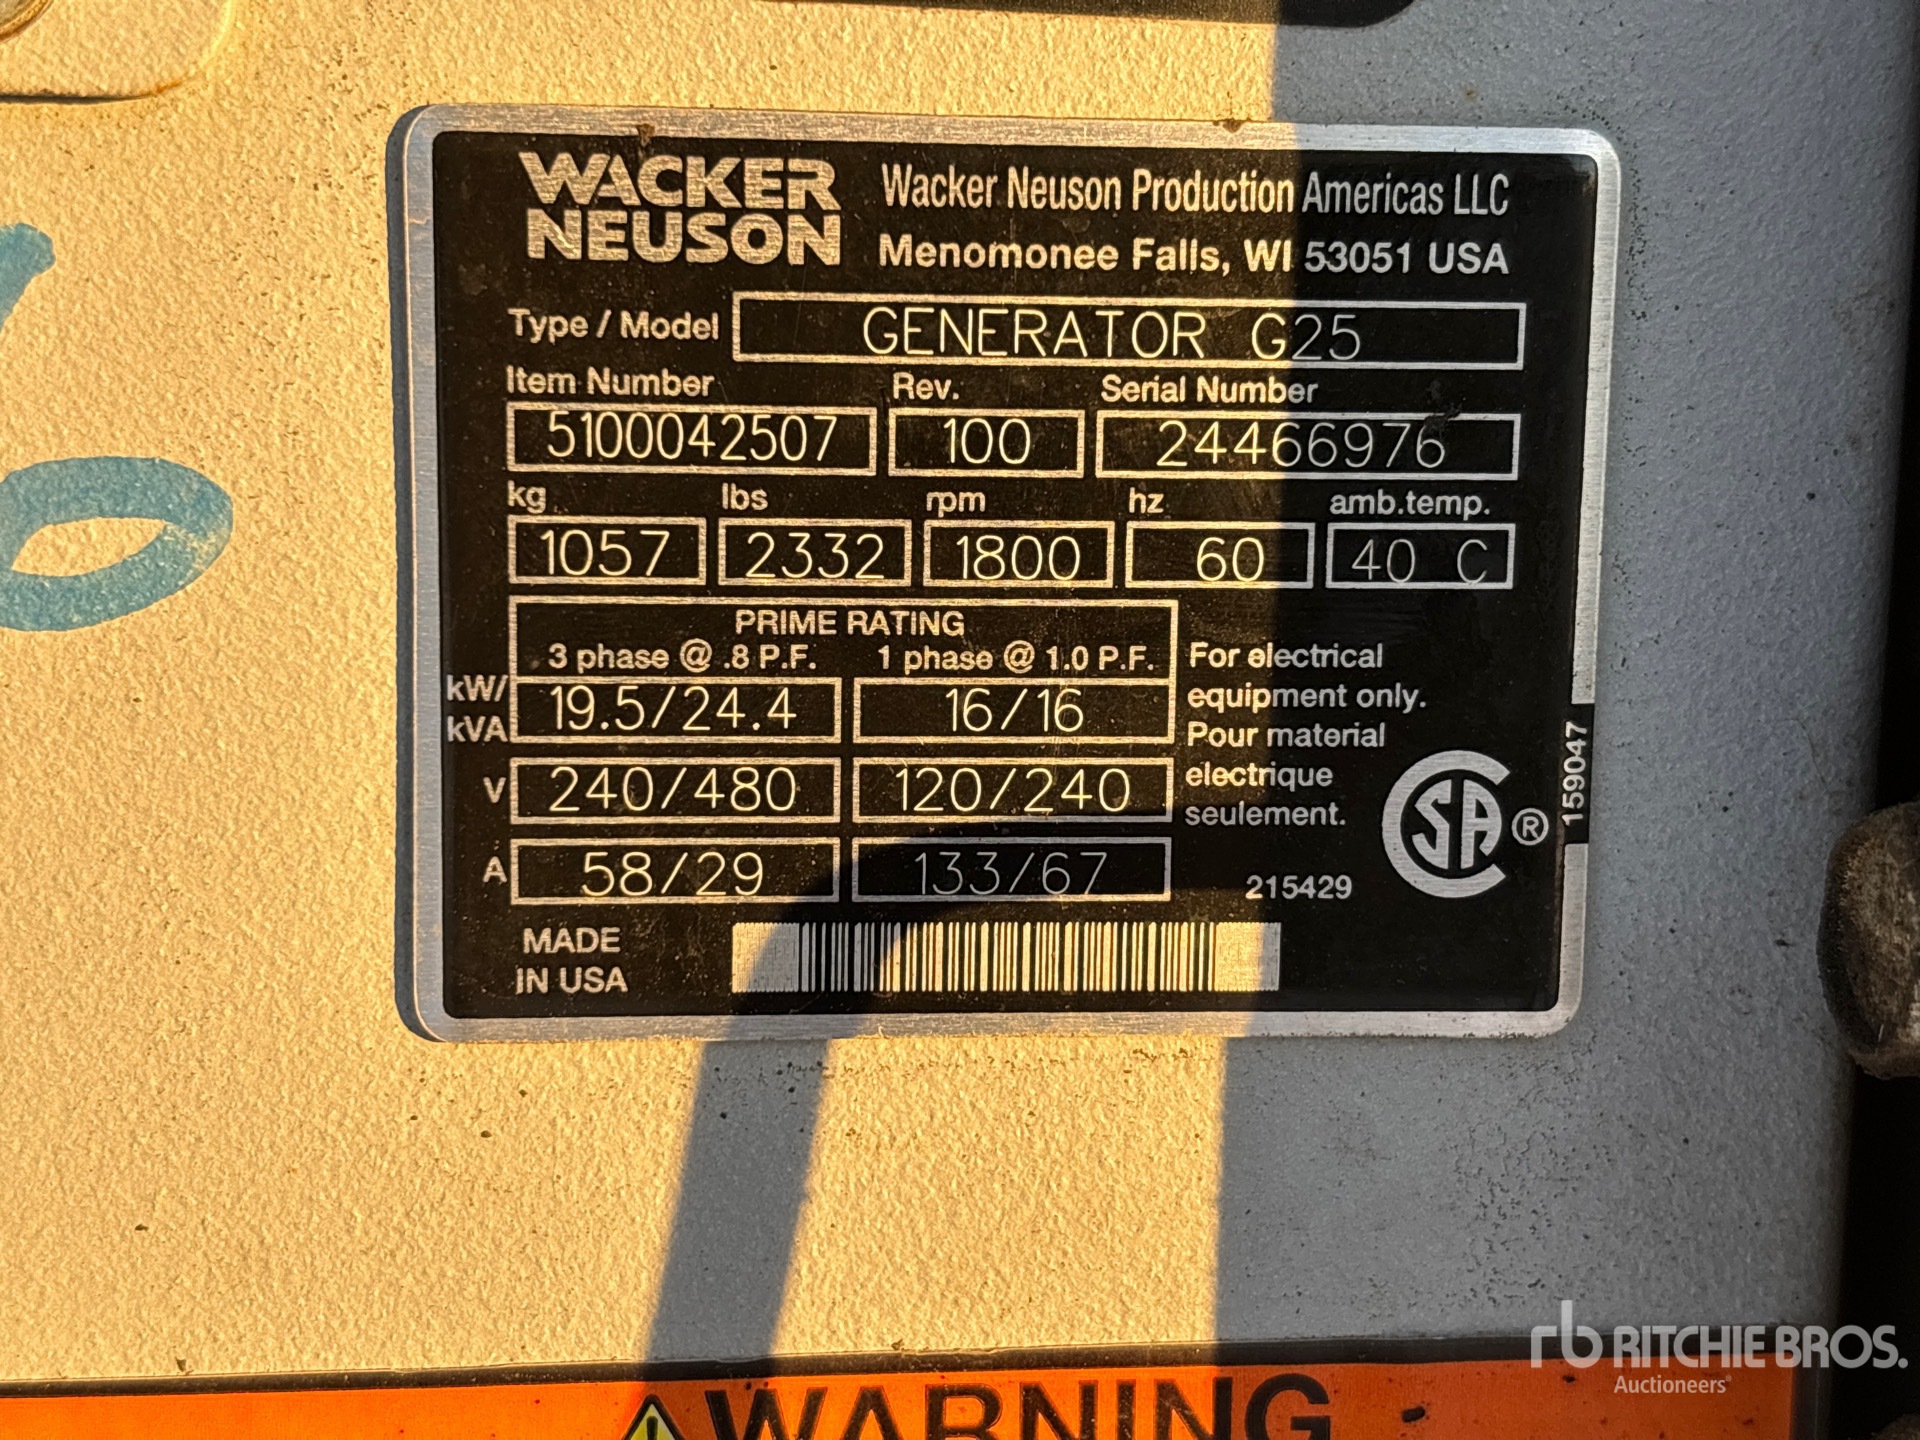 WACKER
NEUSON
Wacker Neuson Production Americas LLC
Menomonee Falls, WI 53051 USA
Type / Model GENERATOR G25
Item Number Rev. Serial Number
5100042507 100 24466976
kg lbs rpm hz amb.temp.
1057 2332 1800 60 40 C
PRIME RATING
3 phase @ .8 P.F. 1 phase @ 1.0 P.F.
kW/
kVA 19.5/24.4 16/16
V 240/480 120/240
A 58/29 133/67
For electrical
equipment only.
Pour material
electrique
seulement.
215429
SA ®
159047
MADE
IN USA
WARNING
rb RITCHIE BROS.
Auctioneers